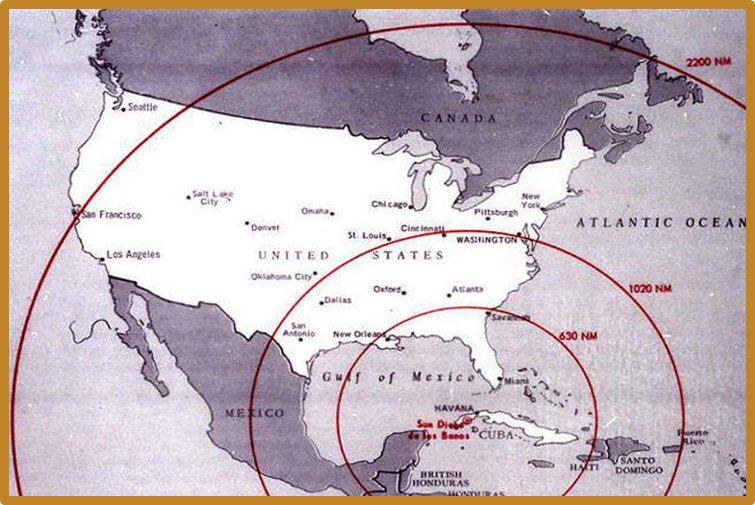 2200 NM
CANADA
Seattle
Salt Lake
City
San Francisco
Denver
Omaha
Chicago
New
York
Pittsburgh
ATLANTIC OCEAN
St. Louis
Cincinnati
WASHINGTON
Los Angeles
UNITED STATES
Oklahoma City
Oxford
Atlanta
1020 NM
Dallas
Savannah
San
Antonio
New Orleans
630 NM
Gulf of Mexico
Miami
MEXICO
HAVANA
San Diego
de los Banos
CUBA
Puerto
Rico
HAITI
SANTO
DOMINGO
BRITISH
HONDURAS
HONDURAS